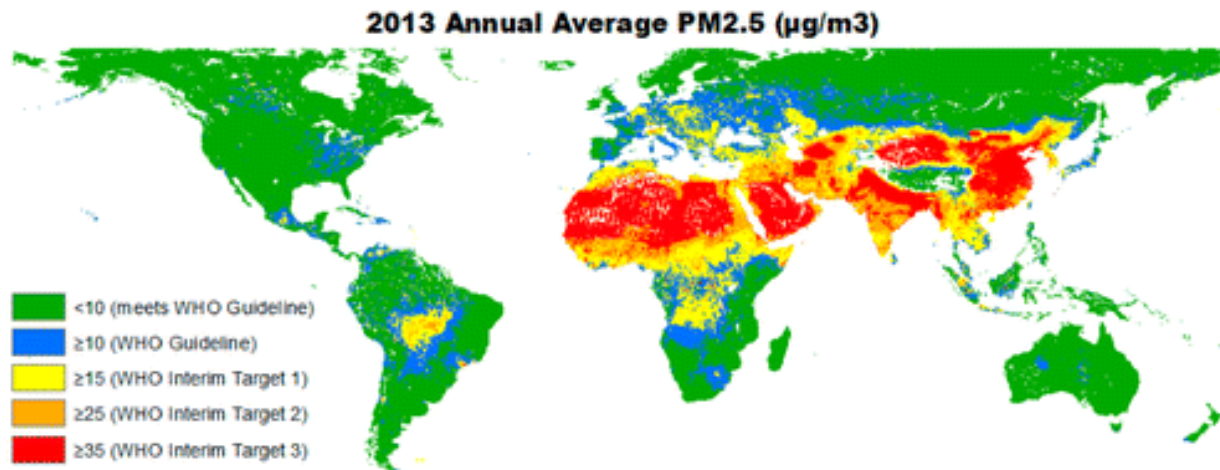 2013 Annual Average PM2.5 (µg/m3)
<10 (meets WHO Guideline)
≥10 (WHO Guideline)
≥15 (WHO Interim Target 1)
≥25 (WHO Interim Target 2)
≥35 (WHO Interim Target 3)